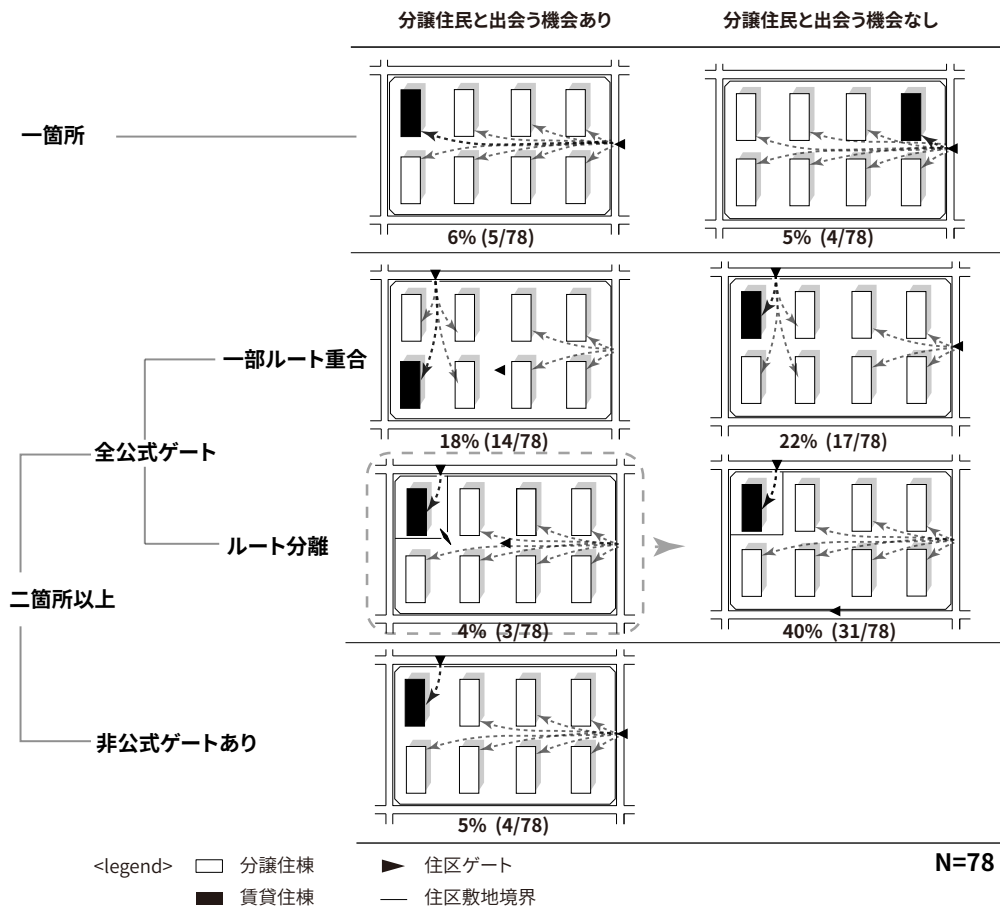 分譲住民と出会う機会あり
分譲住民と出会う機会なし
一箇所
6% (5/78)
5% (4/78)
一部ルート重合
18% (14/78)
22% (17/78)
全公式ゲート
ルート分離
4% (3/78)
40% (31/78)
二箇所以上
非公式ゲートあり
5% (4/78)
<legend>
分譲住棟
住区ゲート
N=78
賃貸住棟
住区敷地境界